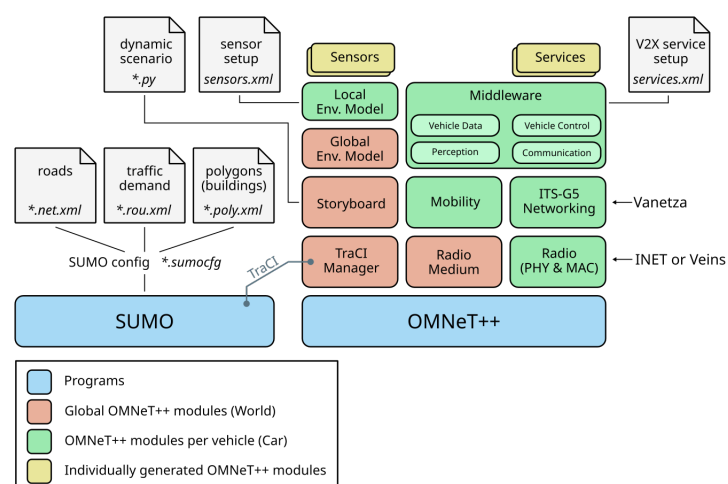 dynamic
scenario
*.py
sensor
setup
sensors.xml
Sensors
Services
V2X service
setup
services.xml
Local
Env. Model
Middleware
Vehicle Data
Vehicle Control
Perception
Communication
Global
Env. Model
roads
*.net.xml
traffic
demand
*.rou.xml
polygons
(buildings)
*.poly.xml
Storyboard
Mobility
ITS-G5
Networking
Vanetza
SUMO config *.sumocfg
TraCI
TraCI
Manager
Radio
Medium
Radio
(PHY & MAC)
INET or Veins
SUMO
OMNeT++
Programs
Global OMNeT++ modules (World)
OMNeT++ modules per vehicle (Car)
Individually generated OMNeT++ modules